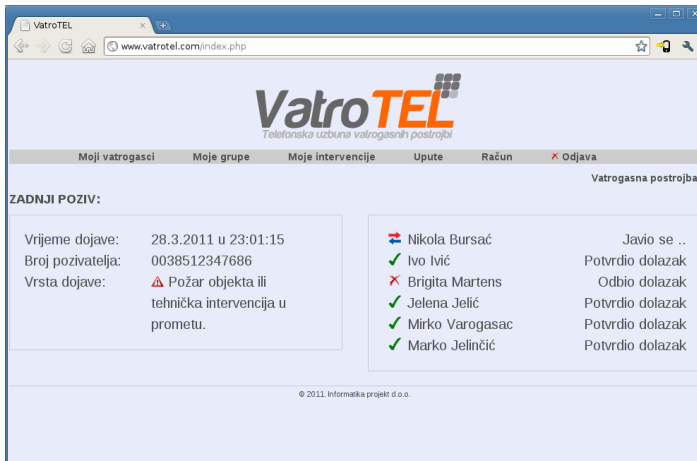 VatroTEL
www.vatrotel.com/index.php
VatroTEL
Telefonska uzbuna vatrogasnih postrojbi
Moji vatrogasci Moje grupe Moje intervencije Upute Račun Odjava
Vatrogasna postrojba
ZADNJI POZIV:
Vrijeme dojave: 28.3.2011 u 23:01:15
Broj pozivatelja: 0038512347686
Vrsta dojave: Požar objekta ili
tehnička intervencija u
prometu.
Nikola Bursać Javio se ..
Ivo Ivić Potvrdio dolazak
Brigita Martens Odbio dolazak
Jelena Jelić Potvrdio dolazak
Mirko Varogasac Potvrdio dolazak
Marko Jelinčić Potvrdio dolazak
© 2011. Informatika projekt d.o.o.